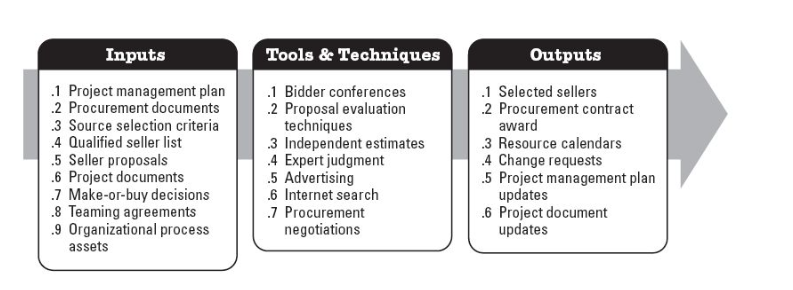 Inputs
.1 Project management plan
.2 Procurement documents
.3 Source selection criteria
.4 Qualified seller list
.5 Seller proposals
.6 Project documents
.7 Make-or-buy decisions
.8 Teaming agreements
.9 Organizational process
assets
Tools & Techniques
.1 Bidder conferences
.2 Proposal evaluation
techniques
.3 Independent estimates
.4 Expert judgment
.5 Advertising
.6 Internet search
.7 Procurement
negotiations
Outputs
.1 Selected sellers
.2 Procurement contract
award
.3 Resource calendars
.4 Change requests
.5 Project management plan
updates
.6 Project document
updates